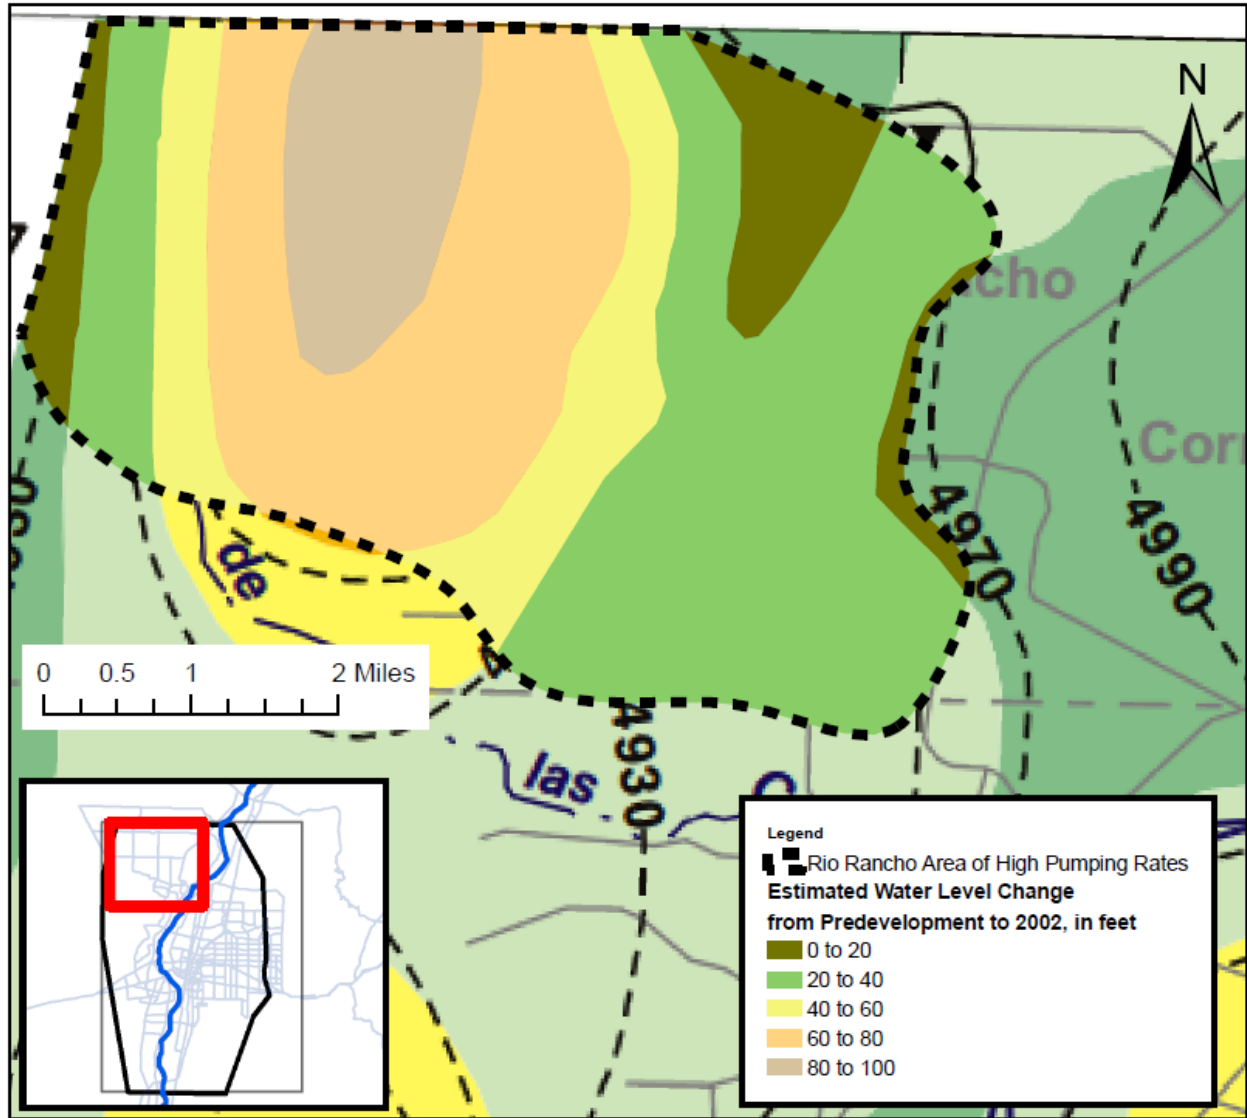 N
cho
Cor
4970
4990
de
0 0.5 1 2 Miles
4930
las
C
Legend
Rio Rancho Area of High Pumping Rates
Estimated Water Level Change
from Predevelopment to 2002, in feet
0 to 20
20 to 40
40 to 60
60 to 80
80 to 100